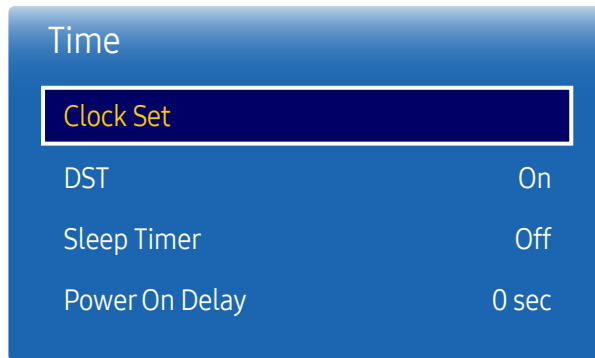 Time
Clock Set
DST On
Sleep Timer Off
Power On Delay 0 sec